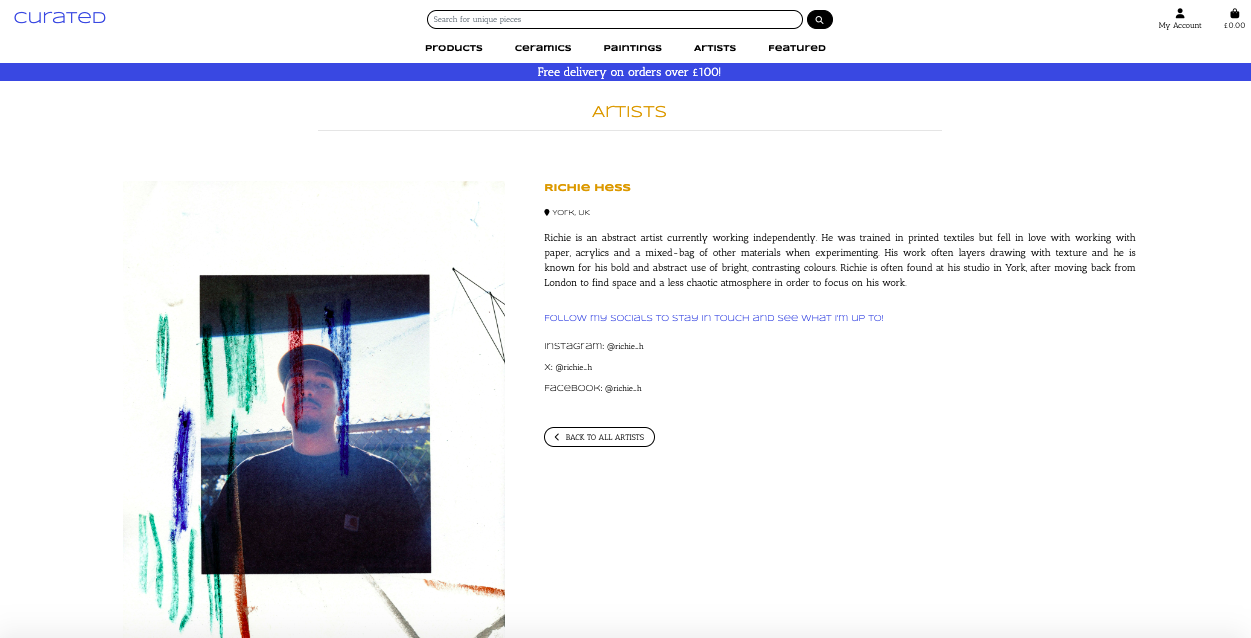 curated
Search for unique pieces
My Account
£0.00
Products
Ceramics
Paintings
Artists
Featured
Free delivery on orders over £100!
Artists
Richie Hess
York, UK
Richie is an abstract artist currently working independently. He was trained in printed textiles but fell in love with working with
paper, acrylics and a mixed-bag of other materials when experimenting. His work often layers drawing with texture and he is
known for his bold and abstract use of bright, contrasting colours. Richie is often found at his studio in York, after moving back from
London to find space and a less chaotic atmosphere in order to focus on his work.
Follow my socials to stay in touch and see what I'm up to!
Instagram: @richie_h
X: @richie_h
Facebook: @richie_h
BACK TO ALL ARTISTS